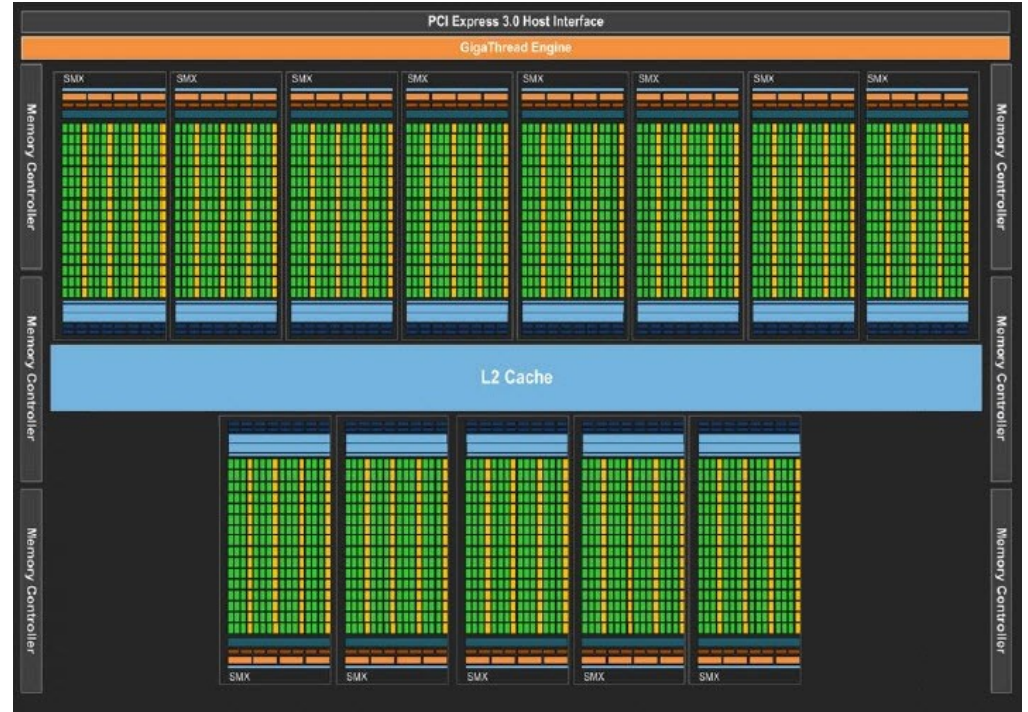 PCI Express 3.0 Host Interface
GigaThread Engine
SMX
SMX
SMX
SMX
SMX
SMX
SMX
SMX
Memory Controller
Memory Controller
Memory Controller
Memory Controller
L2 Cache
Memory Controller
Memory Controller
SMX
SMX
SMX
SMX
SMX